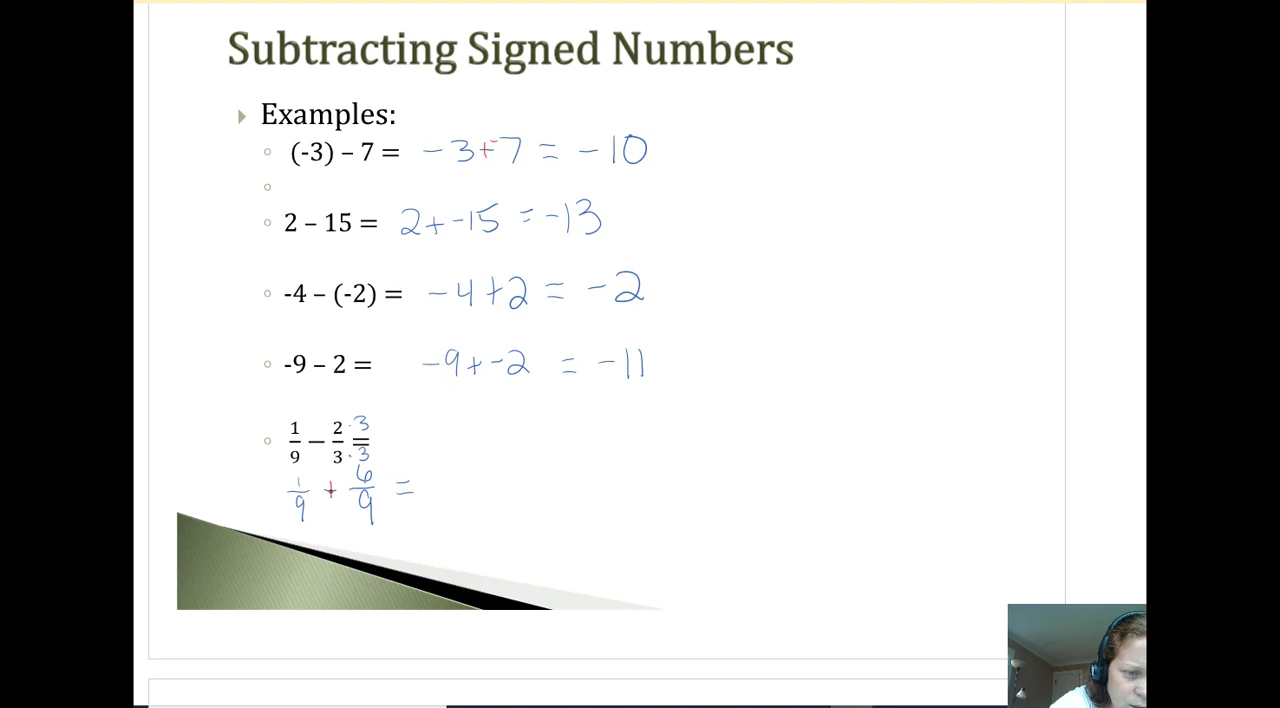 Subtracting Signed Numbers
Examples:
(-3) – 7 = -3+-7 = -10
2 – 15 = 2+-15 = -13
-4 – (-2) = -4+2 = -2
-9 – 2 = -9+-2 = -11
1/9 – 2/3 · 3/3 =
1/9 + 6/9 =